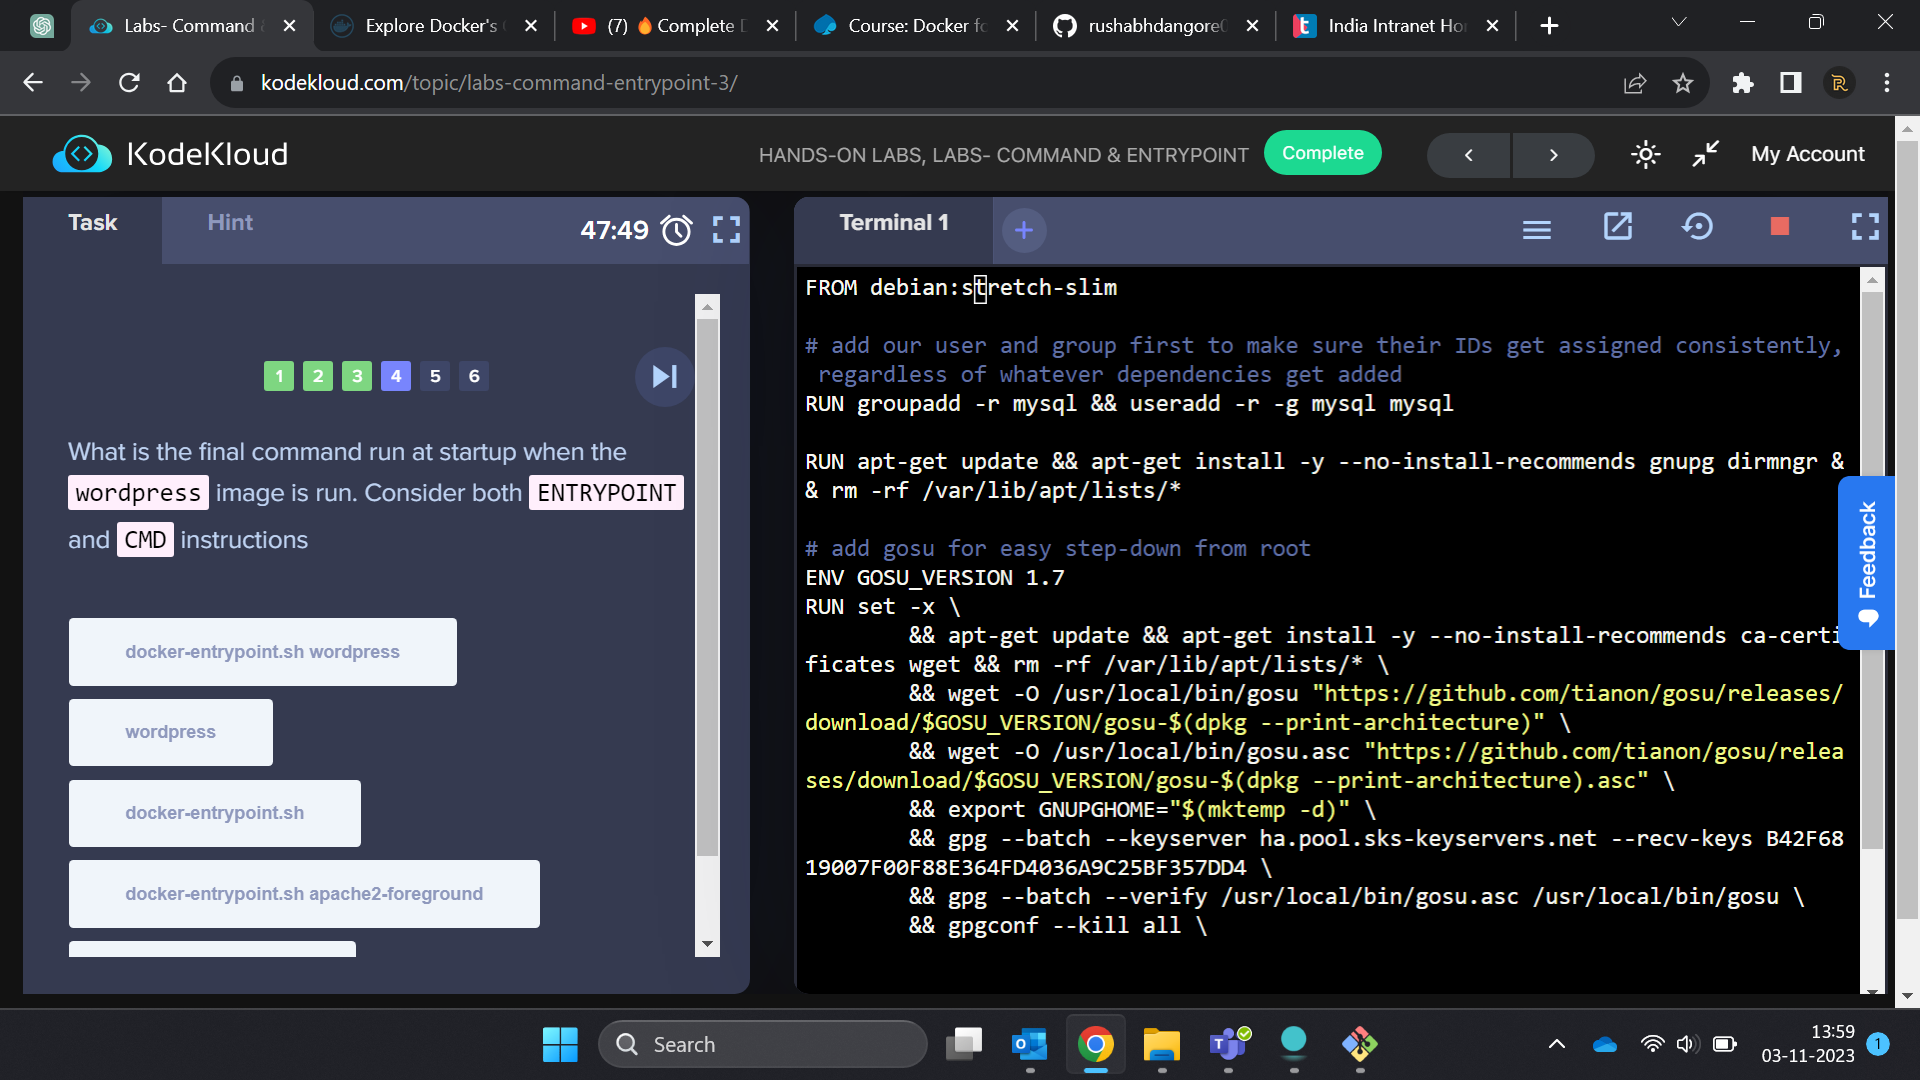 Labs- Command &
Explore Docker's
(7) 🔥 Complete D
Course: Docker fo
rushabhdangore0
India Intranet Ho
kodekloud.com/topic/labs-command-entrypoint-3/
KodeKloud
HANDS-ON LABS, LABS- COMMAND & ENTRYPOINT
Complete
My Account
Task
Hint
47:49
1 2 3 4 5 6
What is the final command run at startup when the
wordpress image is run. Consider both ENTRYPOINT
and CMD instructions
docker-entrypoint.sh wordpress
wordpress
docker-entrypoint.sh
docker-entrypoint.sh apache2-foreground
Terminal 1
FROM debian:stretch-slim
# add our user and group first to make sure their IDs get assigned consistently,
regardless of whatever dependencies get added
RUN groupadd -r mysql && useradd -r -g mysql mysql
RUN apt-get update && apt-get install -y --no-install-recommends gnupg dirmngr &
& rm -rf /var/lib/apt/lists/*
# add gosu for easy step-down from root
ENV GOSU_VERSION 1.7
RUN set -x \
&& apt-get update && apt-get install -y --no-install-recommends ca-certi
ficates wget && rm -rf /var/lib/apt/lists/* \
&& wget -O /usr/local/bin/gosu "https://github.com/tianon/gosu/releases/
download/$GOSU_VERSION/gosu-$(dpkg --print-architecture)" \
&& wget -O /usr/local/bin/gosu.asc "https://github.com/tianon/gosu/relea
ses/download/$GOSU_VERSION/gosu-$(dpkg --print-architecture).asc" \
&& export GNUPGHOME="$(mktemp -d)" \
&& gpg --batch --keyserver ha.pool.sks-keyservers.net --recv-keys B42F68
19007F00F88E364FD4036A9C25BF357DD4 \
&& gpg --batch --verify /usr/local/bin/gosu.asc /usr/local/bin/gosu \
&& gpgconf --kill all \
Feedback
Search
13:59
03-11-2023
1